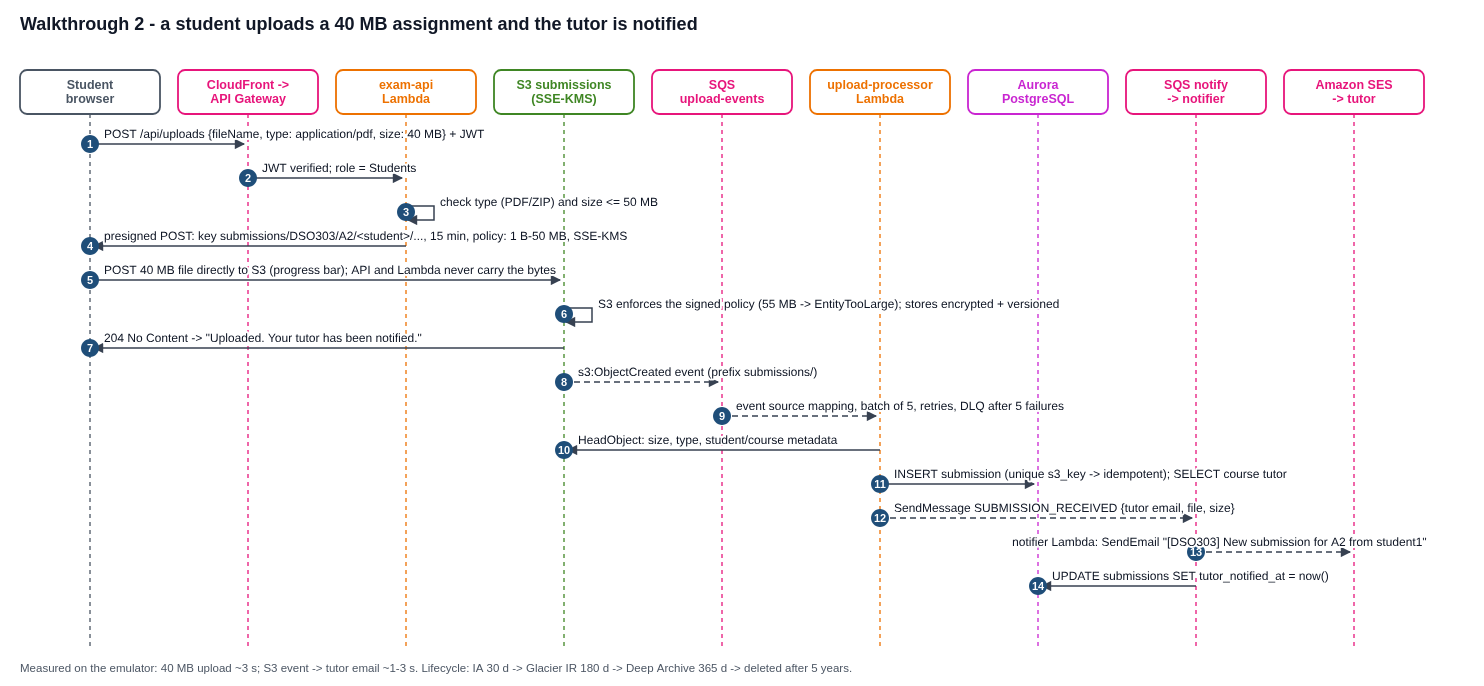 Walkthrough 2 - a student uploads a 40 MB assignment and the tutor is notified
Student
browser
CloudFront ->
API Gateway
exam-api
Lambda
S3 submissions
(SSE-KMS)
SQS
upload-events
upload-processor
Lambda
Aurora
PostgreSQL
SQS notify
-> notifier
Amazon SES
-> tutor
1
POST /api/uploads {fileName, type: application/pdf, size: 40 MB} + JWT
2
JWT verified; role = Students
3
check type (PDF/ZIP) and size <= 50 MB
4
presigned POST: key submissions/DSO303/A2/<student>/..., 15 min, policy: 1 B-50 MB, SSE-KMS
5
POST 40 MB file directly to S3 (progress bar); API and Lambda never carry the bytes
6
S3 enforces the signed policy (55 MB -> EntityTooLarge); stores encrypted + versioned
7
204 No Content -> "Uploaded. Your tutor has been notified."
8
s3:ObjectCreated event (prefix submissions/)
9
event source mapping, batch of 5, retries, DLQ after 5 failures
10
HeadObject: size, type, student/course metadata
11
INSERT submission (unique s3_key -> idempotent); SELECT course tutor
12
SendMessage SUBMISSION_RECEIVED {tutor email, file, size}
13
notifier Lambda: SendEmail "[DSO303] New submission for A2 from student1"
14
UPDATE submissions SET tutor_notified_at = now()
Measured on the emulator: 40 MB upload ~3 s; S3 event -> tutor email ~1-3 s. Lifecycle: IA 30 d -> Glacier IR 180 d -> Deep Archive 365 d -> deleted after 5 years.